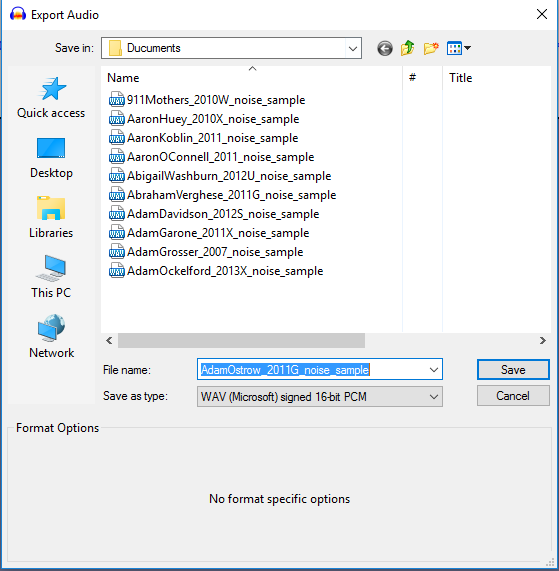 Export Audio
Save in: Ducuments
Name # Title
911Mothers_2010W_noise_sample
AaronHuey_2010X_noise_sample
AaronKoblin_2011_noise_sample
AaronOConnell_2011_noise_sample
AbigailWashburn_2012U_noise_sample
AbrahamVerghese_2011G_noise_sample
AdamDavidson_2012S_noise_sample
AdamGarone_2011X_noise_sample
AdamGrosser_2007_noise_sample
AdamOckelford_2013X_noise_sample
Quick access
Desktop
Libraries
This PC
Network
File name: AdamOstrow_2011G_noise_sample Save
Save as type: WAV (Microsoft) signed 16-bit PCM Cancel
Format Options
No format specific options